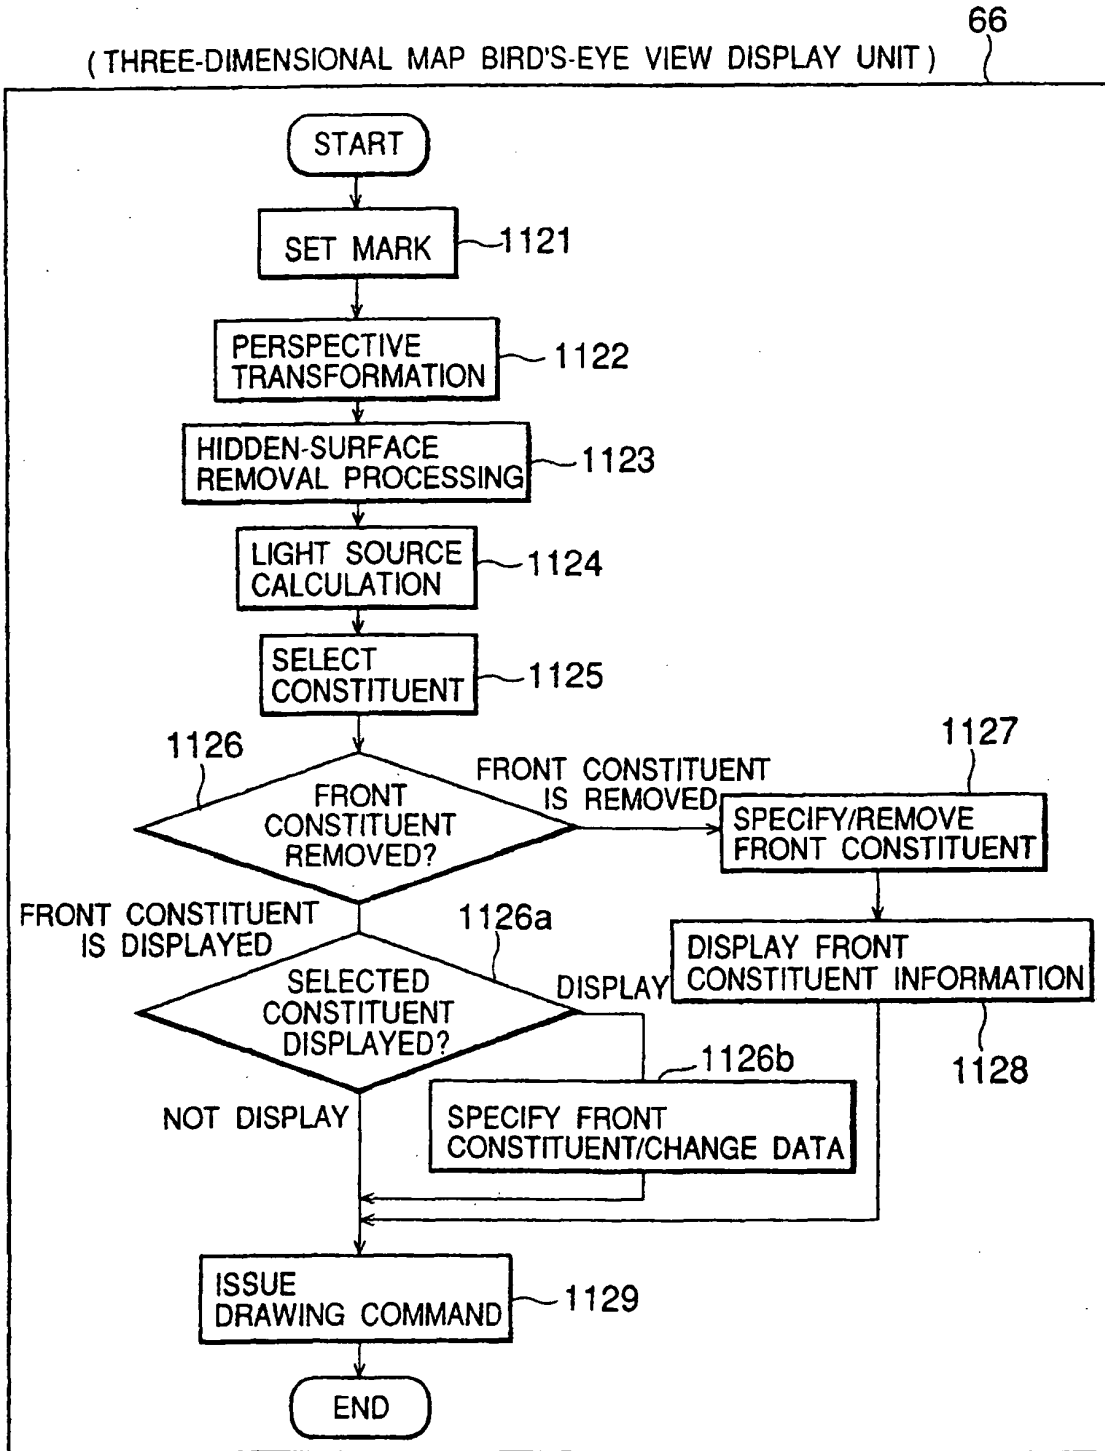 66
(THREE-DIMENSIONAL MAP BIRD'S-EYE VIEW DISPLAY UNIT)
START
SET MARK
1121
PERSPECTIVE
TRANSFORMATION
1122
HIDDEN-SURFACE
REMOVAL PROCESSING
1123
LIGHT SOURCE
CALCULATION
1124
SELECT
CONSTITUENT
1125
1126
FRONT
CONSTITUENT
REMOVED?
FRONT CONSTITUENT
IS REMOVED
1127
SPECIFY/REMOVE
FRONT CONSTITUENT
FRONT CONSTITUENT
IS DISPLAYED
1126a
SELECTED
CONSTITUENT
DISPLAYED?
DISPLAY
DISPLAY FRONT
CONSTITUENT INFORMATION
1128
NOT DISPLAY
1126b
SPECIFY FRONT
CONSTITUENT/CHANGE DATA
ISSUE
DRAWING COMMAND
1129
END